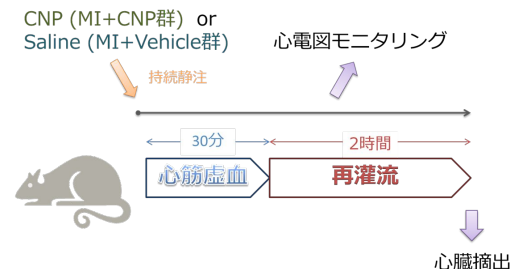 CNP (MI+CNP群) or
Saline (MI+Vehicle群)
心電図モニタリング
持続静注
30分
2時間
心筋虚血
再灌流
心臓摘出